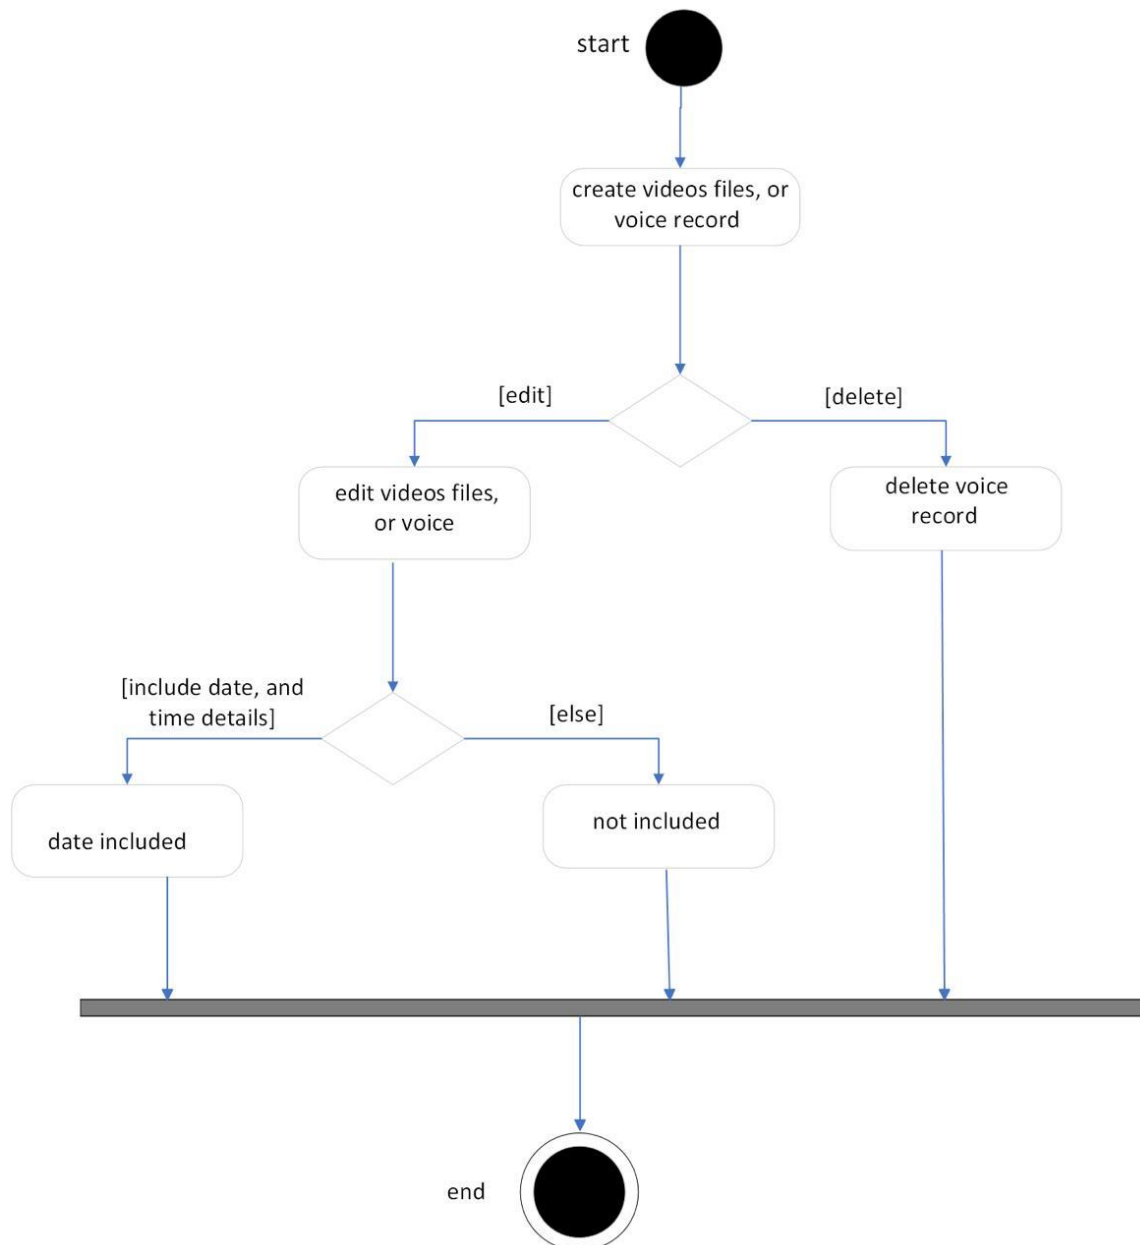 start
create videos files, or
voice record
[edit]
[delete]
edit videos files,
or voice
delete voice
record
[include date, and
time details]
[else]
date included
not included
end